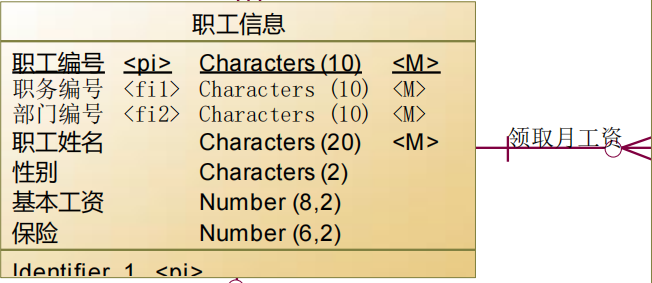 职工信息
职工编号 <pi> Characters (10) <M>
职务编号 <fi1> Characters (10) <M>
部门编号 <fi2> Characters (10) <M>
职工姓名 Characters (20) <M>
性别 Characters (2)
基本工资 Number (8,2)
保险 Number (6,2)
Identifier_1 <pi>
领取月工资